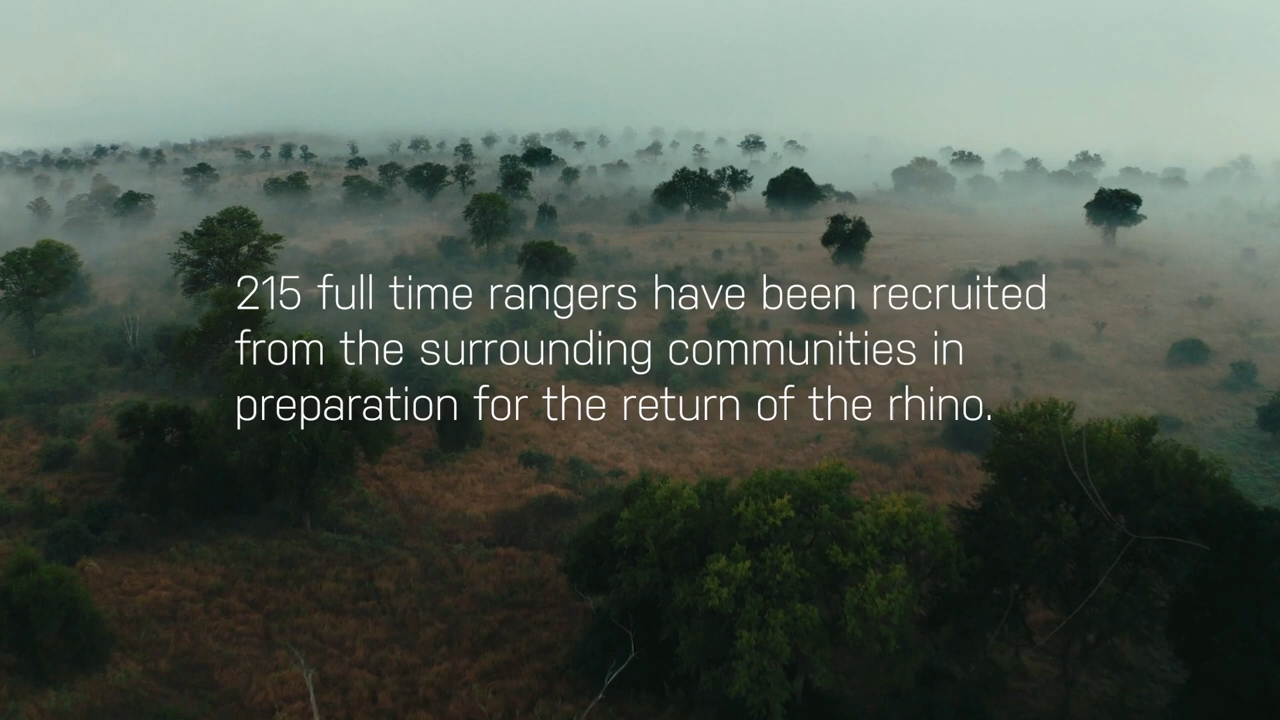 215 full time rangers have been recruited
from the surrounding communities in
preparation for the return of the rhino.